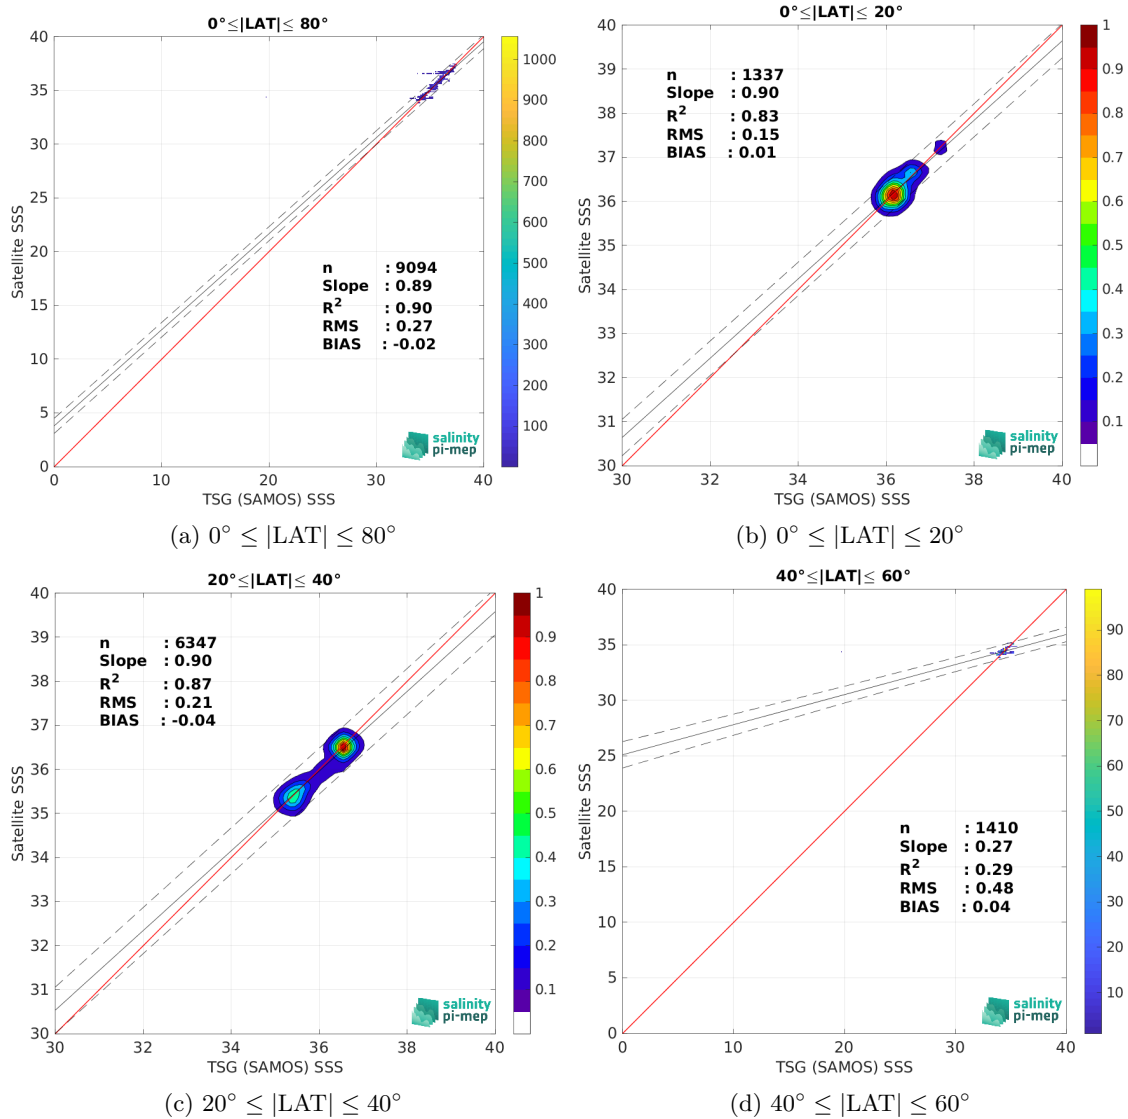 0°≤|LAT|≤ 80°
40
35
30
25
20
15
10
5
0
0
10
20
30
40
Satellite SSS
TSG (SAMOS) SSS
n : 9094
Slope : 0.89
R² : 0.90
RMS : 0.27
BIAS : -0.02
salinity
pi-mep
1000
900
800
700
600
500
400
300
200
100
(a) 0° ≤ |LAT| ≤ 80°
0°≤|LAT|≤ 20°
40
39
38
37
36
35
34
33
32
31
30
30
32
34
36
38
40
Satellite SSS
TSG (SAMOS) SSS
n : 1337
Slope : 0.90
R² : 0.83
RMS : 0.15
BIAS : 0.01
salinity
pi-mep
1
0.9
0.8
0.7
0.6
0.5
0.4
0.3
0.2
0.1
(b) 0° ≤ |LAT| ≤ 20°
20°≤|LAT|≤ 40°
40
39
38
37
36
35
34
33
32
31
30
30
32
34
36
38
40
Satellite SSS
TSG (SAMOS) SSS
n : 6347
Slope : 0.90
R² : 0.87
RMS : 0.21
BIAS : -0.04
salinity
pi-mep
1
0.9
0.8
0.7
0.6
0.5
0.4
0.3
0.2
0.1
(c) 20° ≤ |LAT| ≤ 40°
40°≤|LAT|≤ 60°
40
35
30
25
20
15
10
5
0
0
10
20
30
40
Satellite SSS
TSG (SAMOS) SSS
n : 1410
Slope : 0.27
R² : 0.29
RMS : 0.48
BIAS : 0.04
salinity
pi-mep
90
80
70
60
50
40
30
20
10
(d) 40° ≤ |LAT| ≤ 60°